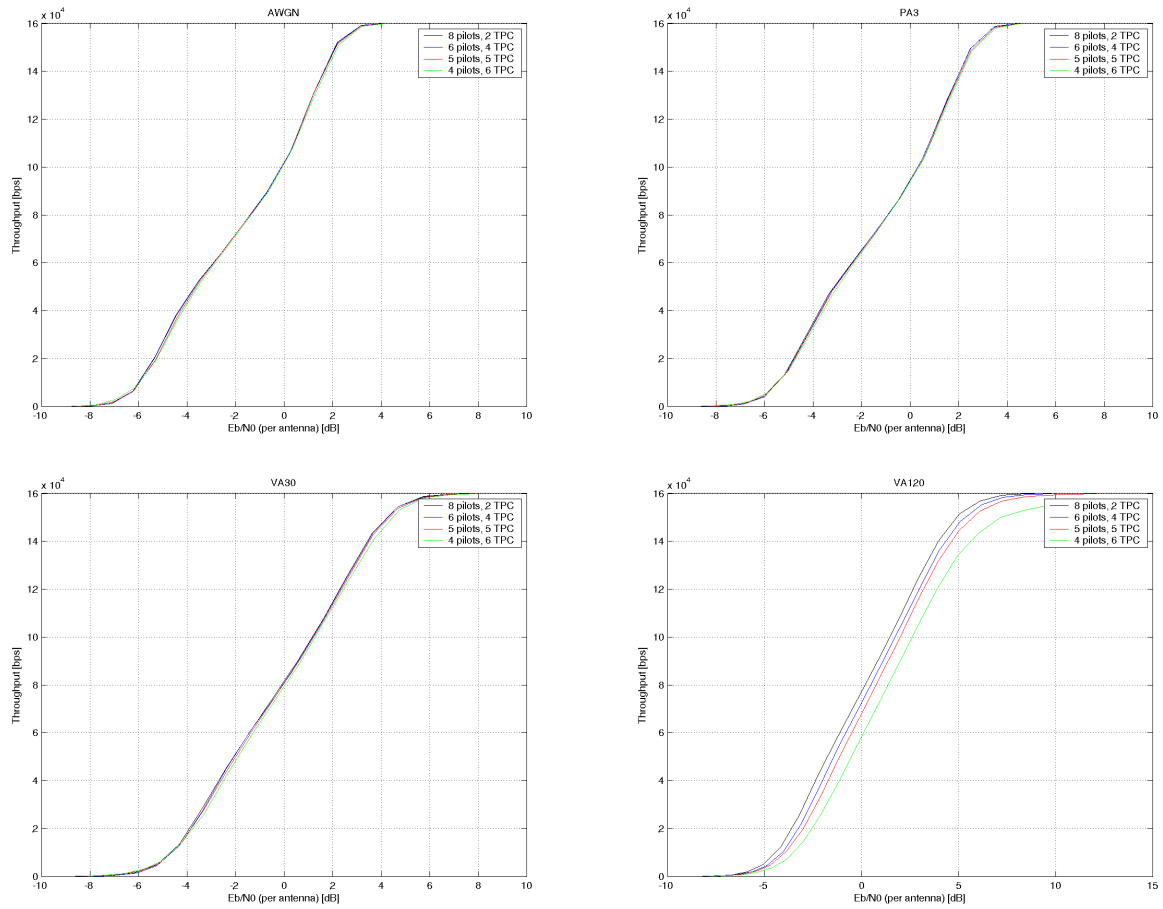 AWGN
x 10^4
16
14
12
10
8
6
4
2
0
Throughput [bps]
-10 -8 -6 -4 -2 0 2 4 6 8 10
Eb/N0 (per antenna) [dB]
8 pilots, 2 TPC
6 pilots, 4 TPC
5 pilots, 5 TPC
4 pilots, 6 TPC
PA3
x 10^4
16
14
12
10
8
6
4
2
0
Throughput [bps]
-10 -8 -6 -4 -2 0 2 4 6 8 10
Eb/N0 (per antenna) [dB]
8 pilots, 2 TPC
6 pilots, 4 TPC
5 pilots, 5 TPC
4 pilots, 6 TPC
VA30
x 10^4
16
14
12
10
8
6
4
2
0
Throughput [bps]
-10 -8 -6 -4 -2 0 2 4 6 8 10
Eb/N0 (per antenna) [dB]
8 pilots, 2 TPC
6 pilots, 4 TPC
5 pilots, 5 TPC
4 pilots, 6 TPC
VA120
x 10^4
16
14
12
10
8
6
4
2
0
Throughput [bps]
-10 -5 0 5 10 15
Eb/N0 (per antenna) [dB]
8 pilots, 2 TPC
6 pilots, 4 TPC
5 pilots, 5 TPC
4 pilots, 6 TPC